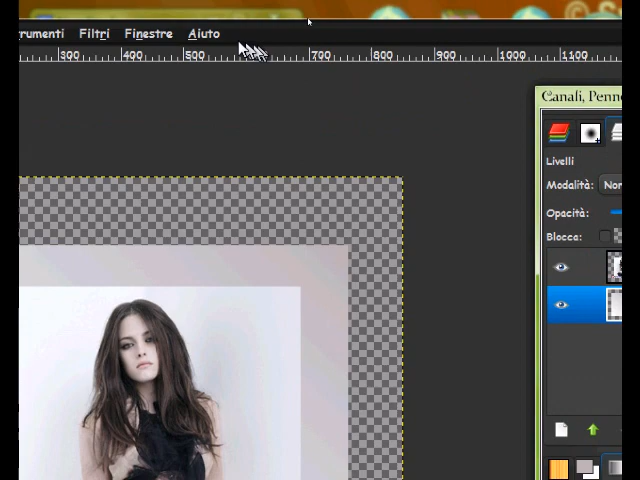 rumenti Filtri Finestre Aiuto
300 400 500 700 800 900 1000 1100
Canali, Penn
Livelli
Modalità: Nor
Opacità:
Blocca: